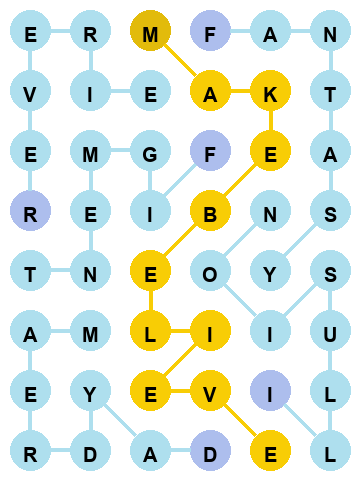 E R M F A N
V I E A K T
E M G F E A
R E I B N S
T N E O Y S
A M L I I U
E Y E V I L
R D A D E L